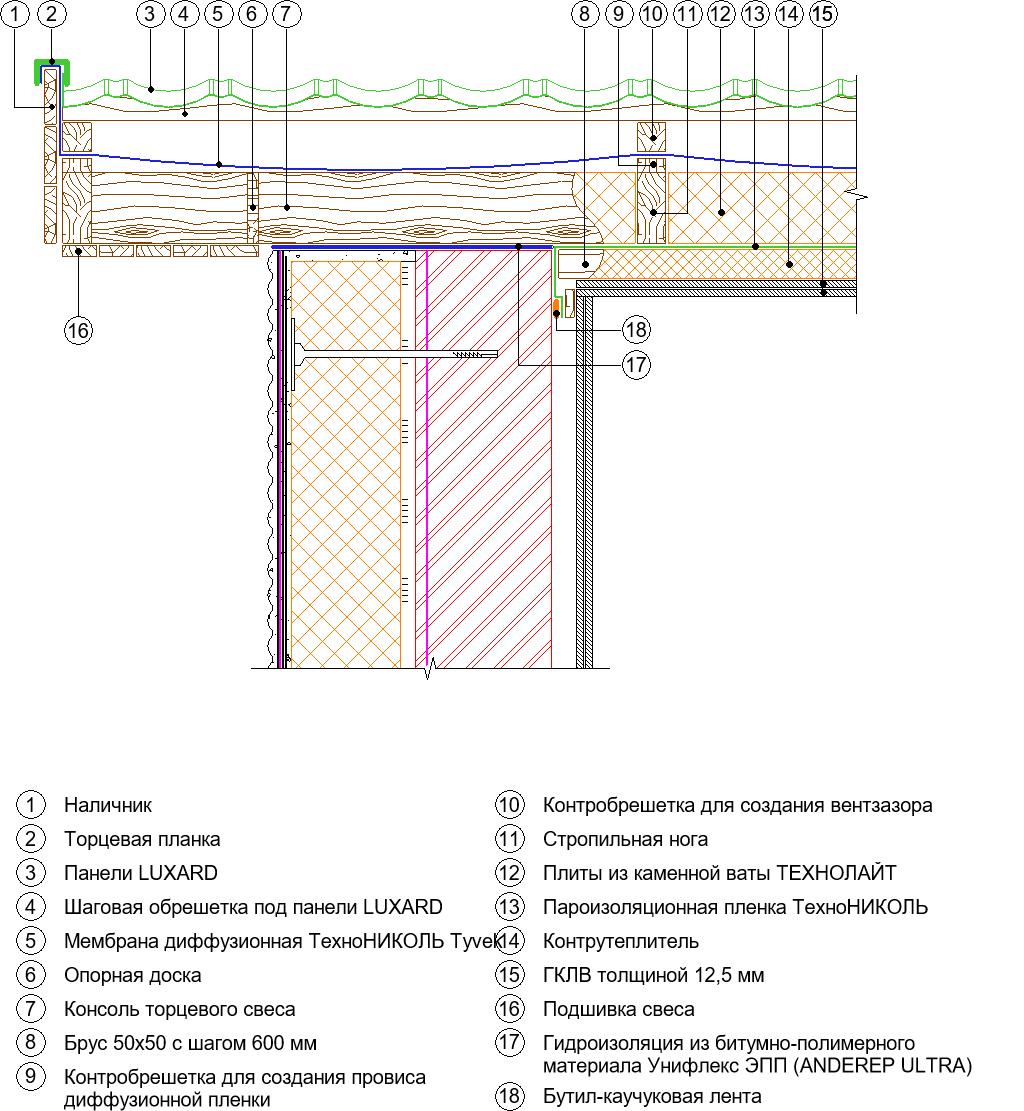 1 2 3 4 5 6 7 8 9 10 11 12 13 14 15
16
18
17
1 Наличник
2 Торцевая планка
3 Панели LUXARD
4 Шаговая обрешетка под панели LUXARD
5 Мембрана диффузионная ТехноНИКОЛЬ Tyvek
6 Опорная доска
7 Консоль торцевого свеса
8 Брус 50х50 с шагом 600 мм
9 Контробрешетка для создания провиса
диффузионной пленки
10 Контробрешетка для создания вентзазора
11 Стропильная нога
12 Плиты из каменной ваты ТЕХНОЛАЙТ
13 Пароизоляционная пленка ТехноНИКОЛЬ
14 Контрутеплитель
15 ГКЛВ толщиной 12,5 мм
16 Подшивка свеса
17 Гидроизоляция из битумно-полимерного
материала Унифлекс ЭПП (ANDEREP ULTRA)
18 Бутил-каучуковая лента